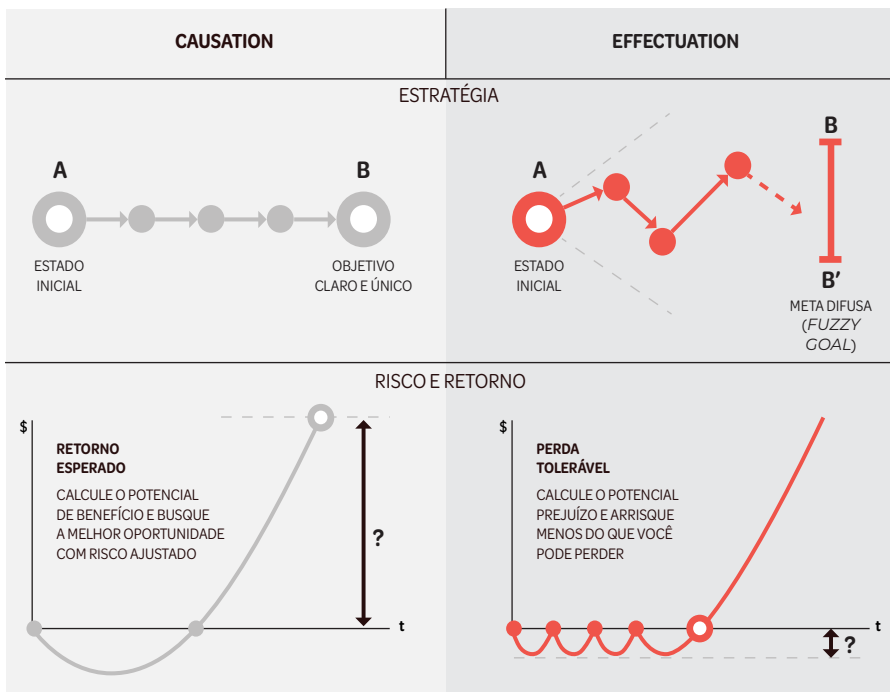 CAUSATION
EFFECTUATION
ESTRATÉGIA
A
B
ESTADO
INICIAL
OBJETIVO
CLARO E ÚNICO
A
B
ESTADO
INICIAL
B’
META DIFUSA
(FUZZY
GOAL)
RISCO E RETORNO
$
RETORNO
ESPERADO
CALCULE O POTENCIAL
DE BENEFÍCIO E BUSQUE
A MELHOR OPORTUNIDADE
COM RISCO AJUSTADO
?
t
$
PERDA
TOLERÁVEL
CALCULE O POTENCIAL
PREJUÍZO E ARRISQUE
MENOS DO QUE VOCÊ
PODE PERDER
t
?